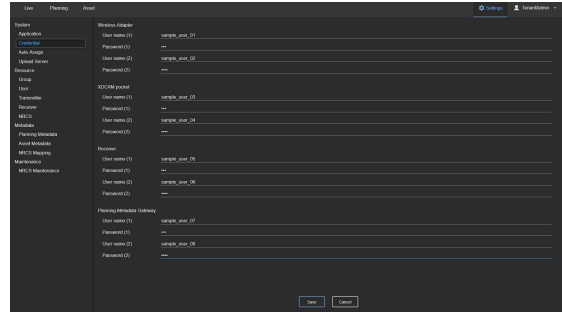 Live Planning Asset Settings TenantAdmin
System
Application
Credential
Auto Assign
Upload Server
Resource
Group
User
Transmitter
Receiver
NRCS
Metadata
Planning Metadata
Asset Metadata
NRCS Mapping
Maintenance
NRCS Maintenance
Wireless Adapter
User name (1) sample_user_01
Password (1) •••
User name (2) sample_user_02
Password (2) ••••
XDCAM pocket
User name (1) sample_user_03
Password (1) •••
User name (2) sample_user_04
Password (2) ••••
Receiver
User name (1) sample_user_05
Password (1) •••
User name (2) sample_user_06
Password (2) ••••
Planning Metadata Gateway
User name (1) sample_user_07
Password (1) •••
User name (2) sample_user_08
Password (2) ••••
Save Cancel